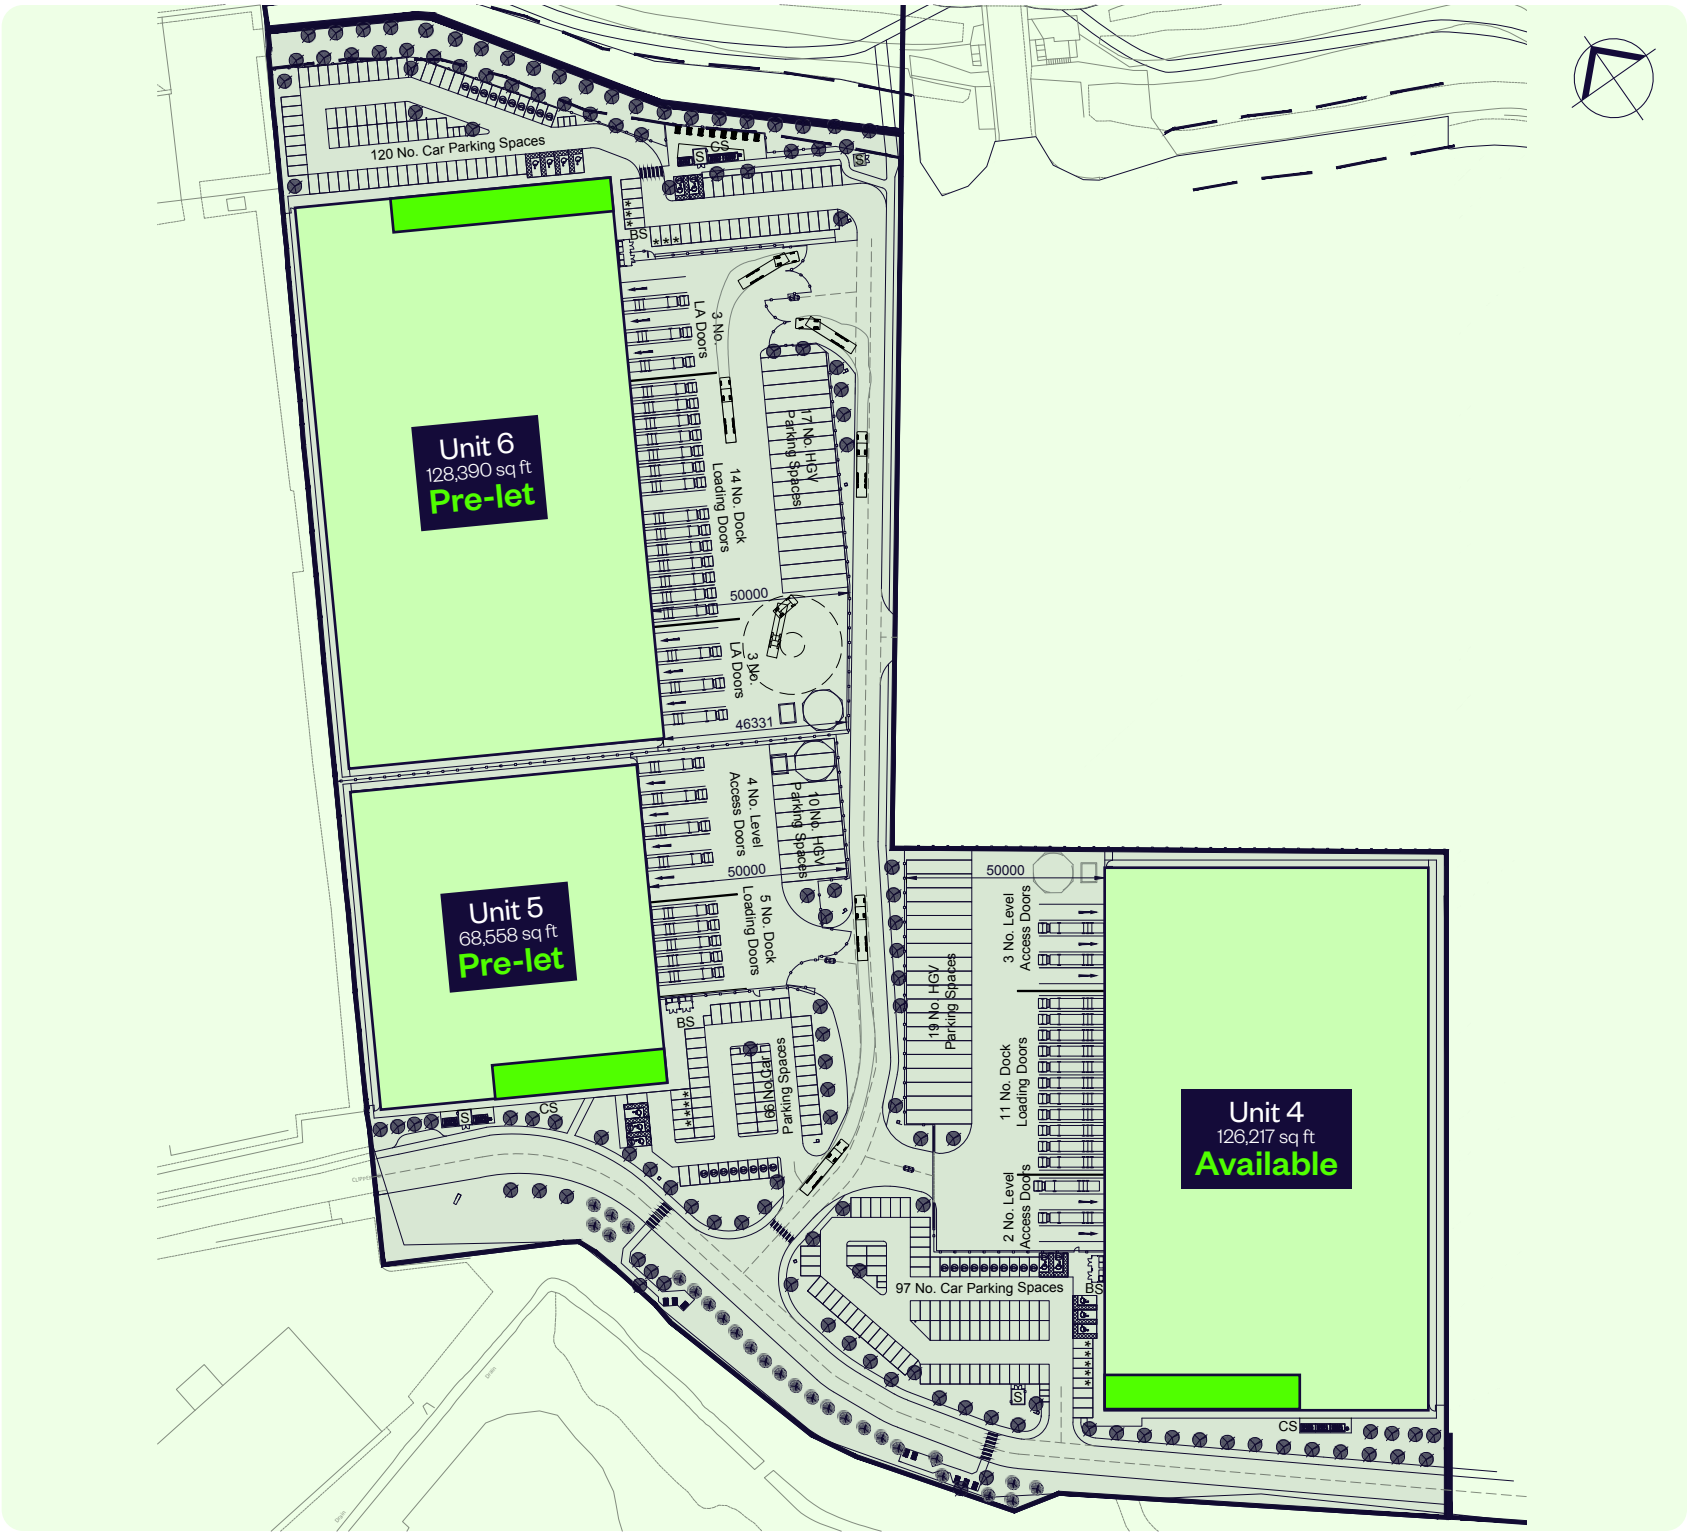 120 No. Car Parking Spaces
CS
S
S
BS
3 No.
LA Doors
17 No. HGV
Parking Spaces
Unit 6
128,390 sq ft
Pre-let
14 No. Dock
Loading Doors
50000
3 No.
LA Doors
46331
4 No. Level
Access Doors
10 No. HGV
Parking Spaces
50000
5 No. Dock
Loading Doors
Unit 5
68,558 sq ft
Pre-let
BS
66 No. Car
Parking Spaces
CS
S
50000
3 No. Level
Access Doors
19 No. HGV
Parking Spaces
11 No. Dock
Loading Doors
Unit 4
126,217 sq ft
Available
2 No. Level
Access Doors
97 No. Car Parking Spaces
BS
S
CS
Drain
Drain